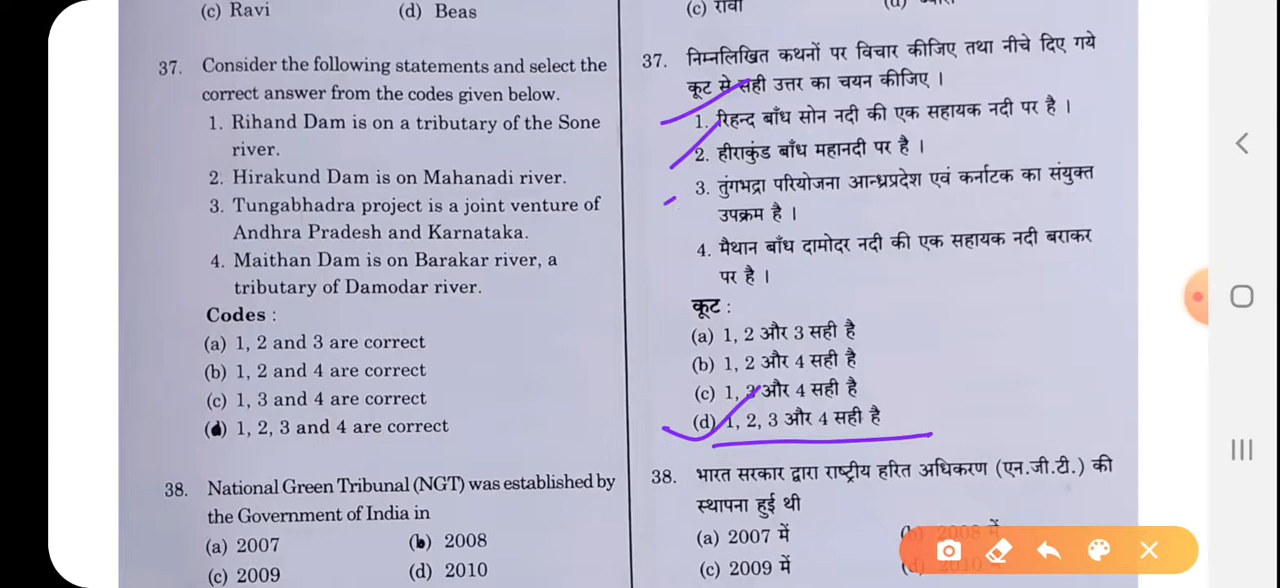 (c) Ravi (d) Beas
37. Consider the following statements and select the
correct answer from the codes given below.
1. Rihand Dam is on a tributary of the Sone
river.
2. Hirakund Dam is on Mahanadi river.
3. Tungabhadra project is a joint venture of
Andhra Pradesh and Karnataka.
4. Maithan Dam is on Barakar river, a
tributary of Damodar river.
Codes :
(a) 1, 2 and 3 are correct
(b) 1, 2 and 4 are correct
(c) 1, 3 and 4 are correct
(d) 1, 2, 3 and 4 are correct
38. National Green Tribunal (NGT) was established by
the Government of India in
(a) 2007 (b) 2008
(c) 2009 (d) 2010
(c) रावी (d)
37. निम्नलिखित कथनों पर विचार कीजिए तथा नीचे दिए गये
कूट से सही उत्तर का चयन कीजिए ।
1. रिहन्द बाँध सोन नदी की एक सहायक नदी पर है ।
2. हीराकुंड बाँध महानदी पर है ।
3. तुंगभद्रा परियोजना आन्ध्रप्रदेश एवं कर्नाटक का संयुक्त
उपक्रम है ।
4. मैथान बाँध दामोदर नदी की एक सहायक नदी बराकर
पर है ।
कूट :
(a) 1, 2 और 3 सही है
(b) 1, 2 और 4 सही है
(c) 1, 3 और 4 सही है
(d) 1, 2, 3 और 4 सही है
38. भारत सरकार द्वारा राष्ट्रीय हरित अधिकरण (एन.जी.टी.) की
स्थापना हुई थी
(a) 2007 में (b) 2008 में
(c) 2009 में (d) 2010 में